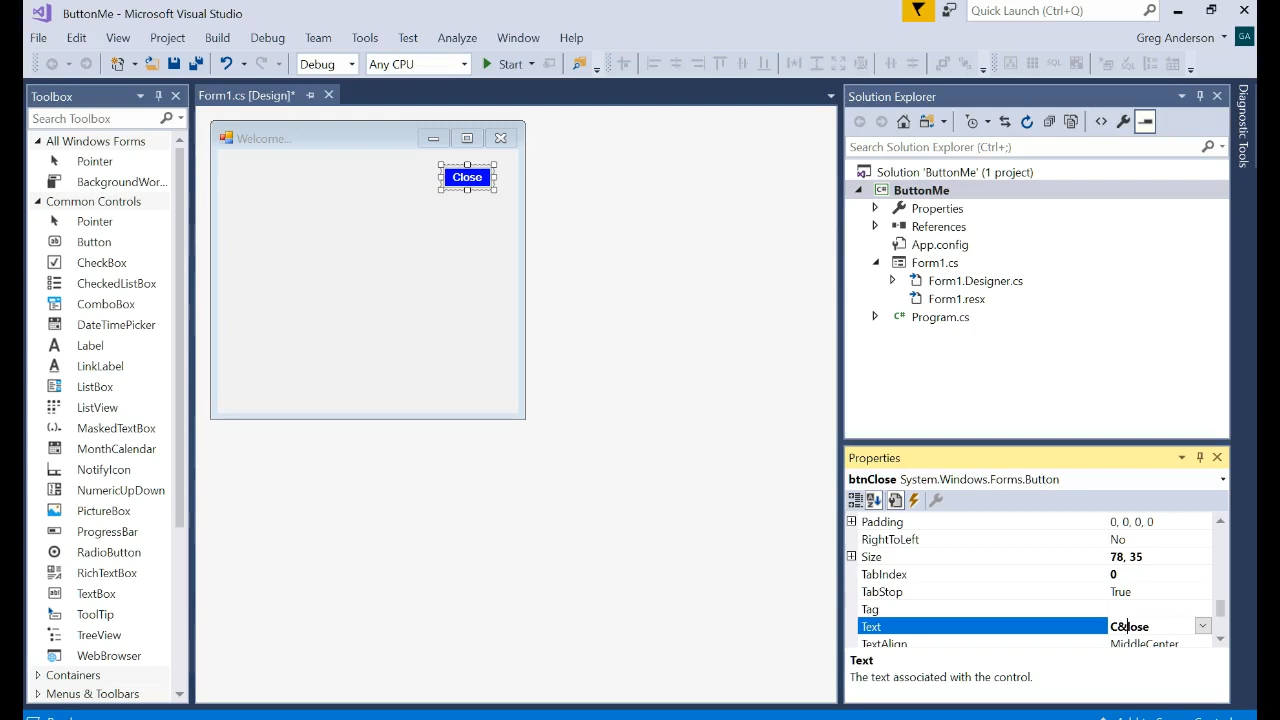 ButtonMe - Microsoft Visual Studio
Quick Launch (Ctrl+Q)
File Edit View Project Build Debug Team Tools Test Analyze Window Help
Greg Anderson GA
Debug Any CPU Start
Toolbox
Search Toolbox
All Windows Forms
Pointer
BackgroundWor...
Common Controls
Pointer
Button
CheckBox
CheckedListBox
ComboBox
DateTimePicker
Label
LinkLabel
ListBox
ListView
MaskedTextBox
MonthCalendar
NotifyIcon
NumericUpDown
PictureBox
ProgressBar
RadioButton
RichTextBox
TextBox
ToolTip
TreeView
WebBrowser
Containers
Menus & Toolbars
Form1.cs [Design]*
Welcome...
Close
Solution Explorer
Search Solution Explorer (Ctrl+;)
Solution 'ButtonMe' (1 project)
ButtonMe
Properties
References
App.config
Form1.cs
Form1.Designer.cs
Form1.resx
Program.cs
Diagnostic Tools
Properties
btnClose System.Windows.Forms.Button
Padding 0, 0, 0, 0
RightToLeft No
Size 78, 35
TabIndex 0
TabStop True
Tag
Text C&lose
TextAlign MiddleCenter
Text
The text associated with the control.